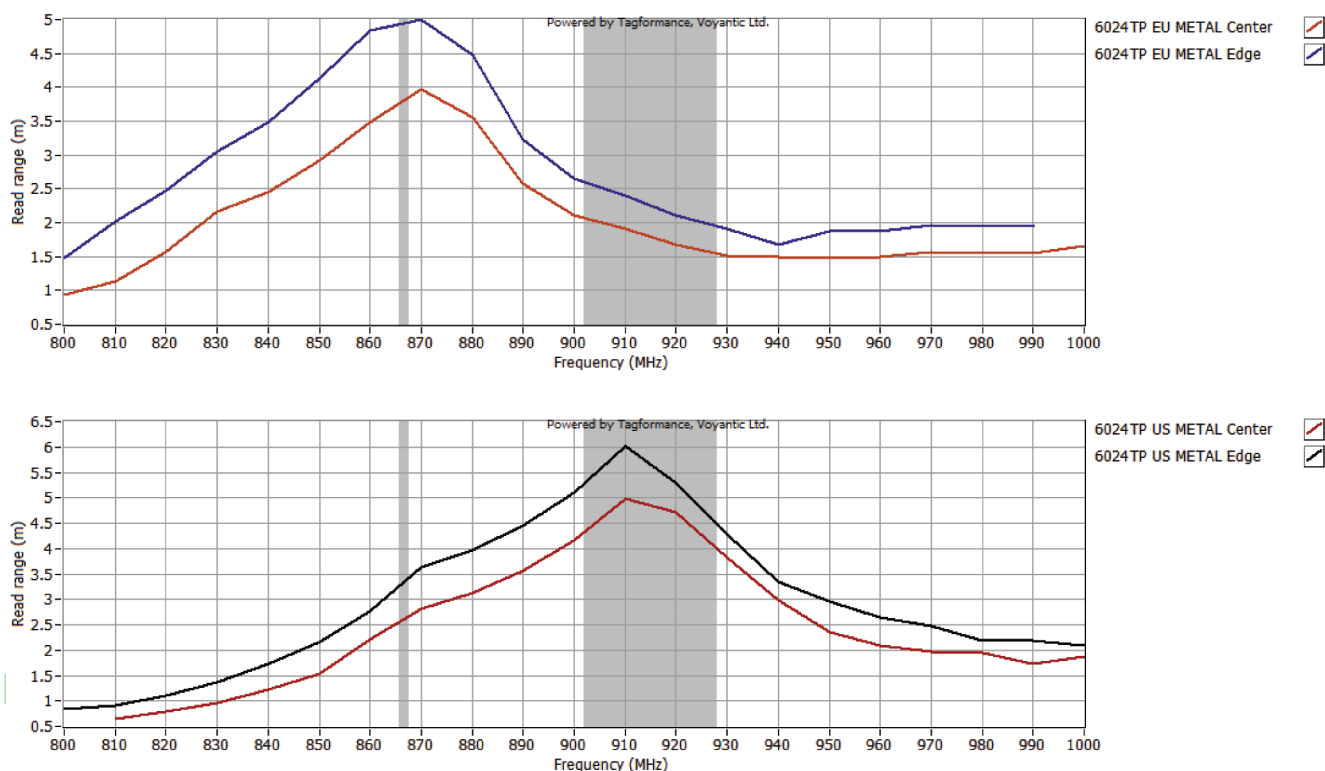 Powered by Tagformance, Voyantic Ltd.
5
4.5
4
3.5
3
2.5
2
1.5
1
0.5
Read range (m)
800 810 820 830 840 850 860 870 880 890 900 910 920 930 940 950 960 970 980 990 1000
Frequency (MHz)
6024TP EU METAL Center
6024TP EU METAL Edge
Powered by Tagformance, Voyantic Ltd.
6.5
6
5.5
5
4.5
4
3.5
3
2.5
2
1.5
1
0.5
Read range (m)
800 810 820 830 840 850 860 870 880 890 900 910 920 930 940 950 960 970 980 990 1000
Frequency (MHz)
6024TP US METAL Center
6024TP US METAL Edge